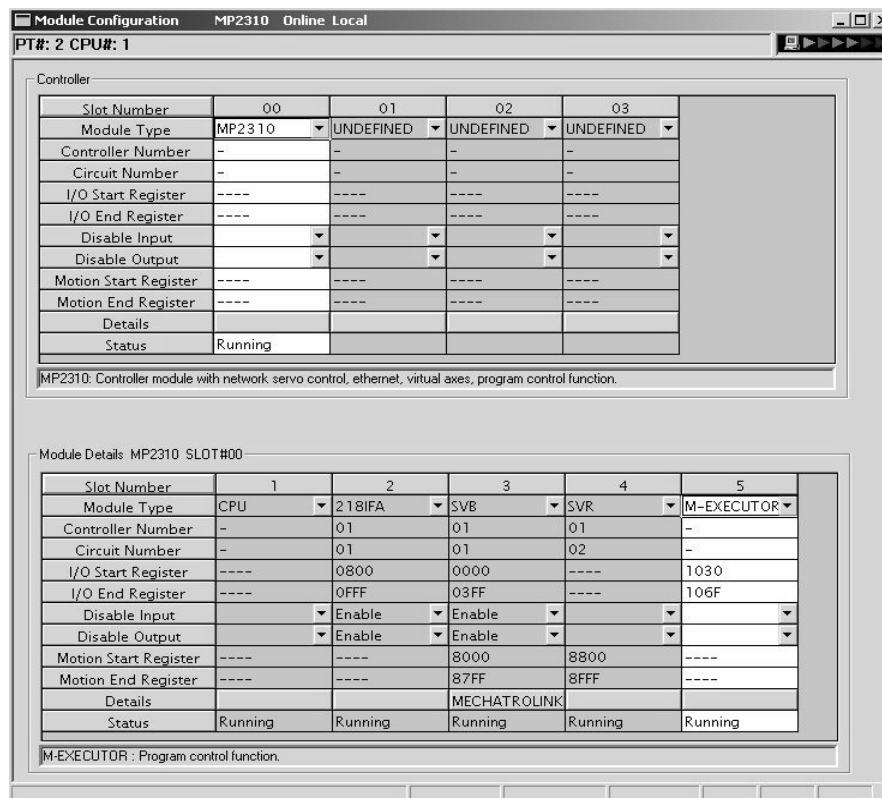 Module Configuration MP2310 Online Local
PT#: 2 CPU#: 1
Controller
Slot Number 00 01 02 03
Module Type MP2310 UNDEFINED UNDEFINED UNDEFINED
Controller Number - - - -
Circuit Number - - - -
I/O Start Register ---- ---- ---- ----
I/O End Register ---- ---- ---- ----
Disable Input
Disable Output
Motion Start Register ---- ---- ---- ----
Motion End Register ---- ---- ---- ----
Details
Status Running
MP2310: Controller module with network servo control, ethernet, virtual axes, program control function.
Module Details MP2310 SLOT#00
Slot Number 1 2 3 4 5
Module Type CPU 218IFA SVB SVR M-EXECUTOR
Controller Number - 01 01 01 -
Circuit Number - 01 01 02 -
I/O Start Register ---- 0800 0000 ---- 1030
I/O End Register ---- 0FFF 03FF ---- 106F
Disable Input Enable Enable
Disable Output Enable Enable
Motion Start Register ---- ---- 8000 8800 ----
Motion End Register ---- ---- 87FF 8FFF ----
Details MECHATROLINK
Status Running Running Running Running Running
M-EXECUTOR : Program control function.